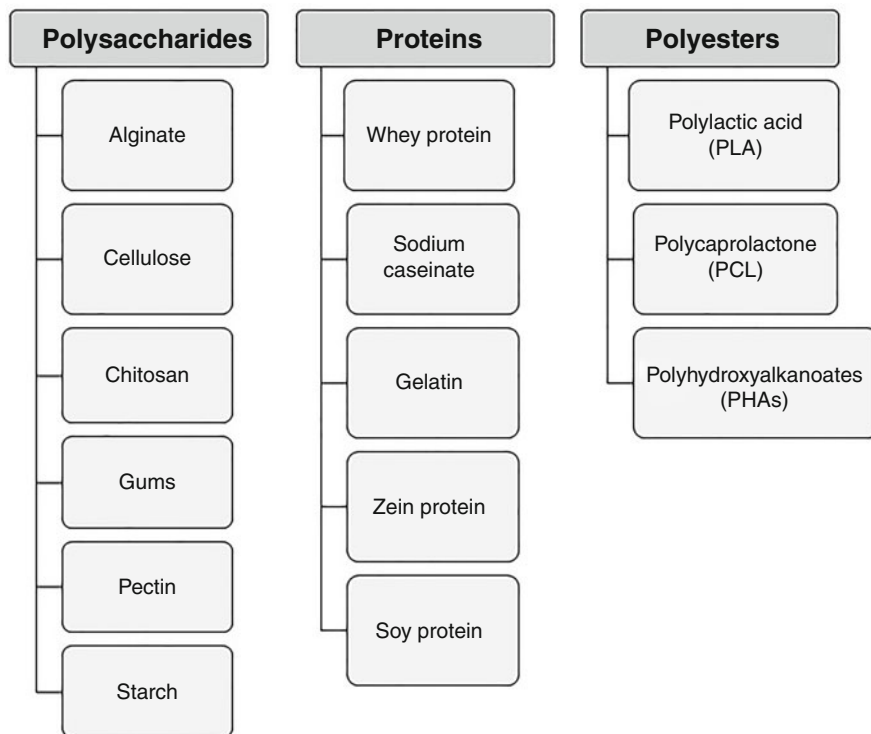 Polysaccharides
Alginate
Cellulose
Chitosan
Gums
Pectin
Starch
Proteins
Whey protein
Sodium
caseinate
Gelatin
Zein protein
Soy protein
Polyesters
Polylactic acid
(PLA)
Polycaprolactone
(PCL)
Polyhydroxyalkanoates
(PHAs)